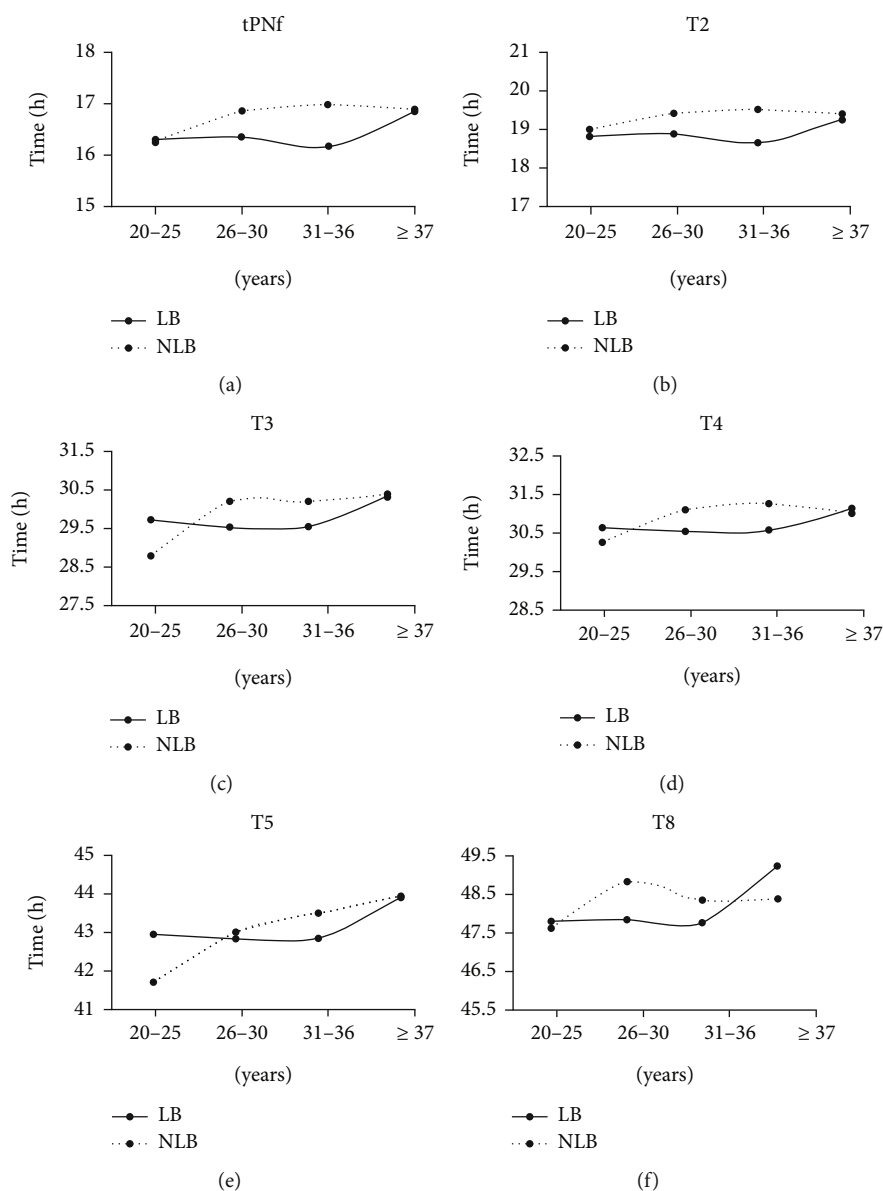 tPNf
18
17
16
15
Time (h)
20–25 26–30 31–36 ≥ 37
(years)
LB
NLB
(a)
T2
21
20
19
18
17
Time (h)
20–25 26–30 31–36 ≥ 37
(years)
LB
NLB
(b)
T3
31.5
30.5
29.5
28.5
27.5
Time (h)
20–25 26–30 31–36 ≥ 37
(years)
LB
NLB
(c)
T4
32.5
31.5
30.5
29.5
28.5
Time (h)
20–25 26–30 31–36 ≥ 37
(years)
LB
NLB
(d)
T5
45
44
43
42
41
Time (h)
20–25 26–30 31–36 ≥ 37
(years)
LB
NLB
(e)
T8
49.5
48.5
47.5
46.5
45.5
Time (h)
20–25 26–30 31–36 ≥ 37
(years)
LB
NLB
(f)